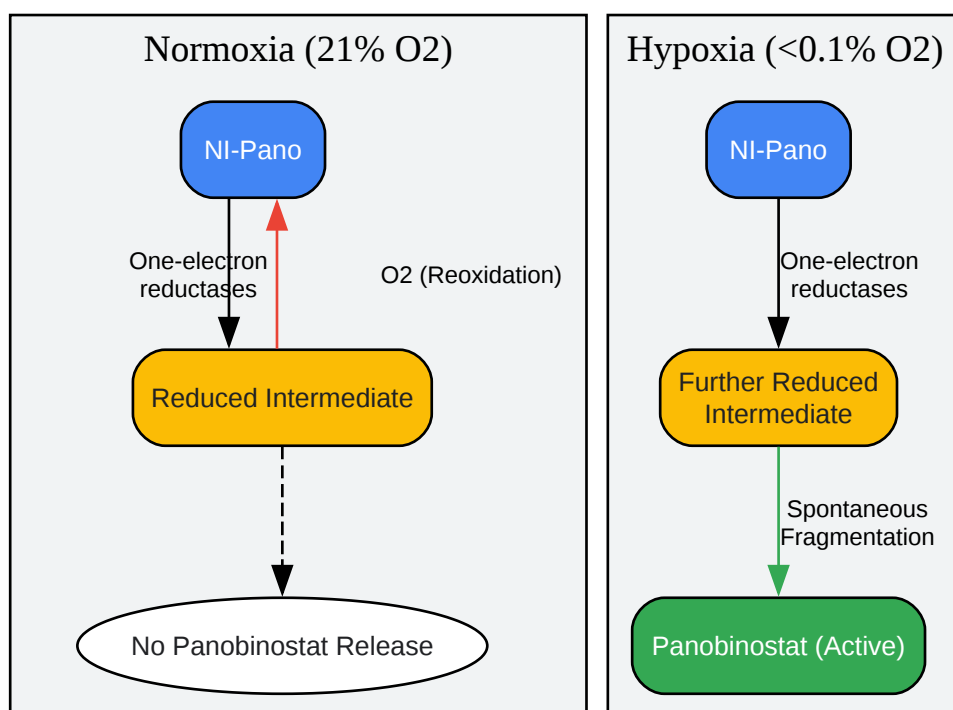 Normoxia (21% O2)
NI-Pano
One-electron
reductases
O2 (Reoxidation)
Reduced Intermediate
No Panobinostat Release
Hypoxia (<0.1% O2)
NI-Pano
One-electron
reductases
Further Reduced
Intermediate
Spontaneous
Fragmentation
Panobinostat (Active)